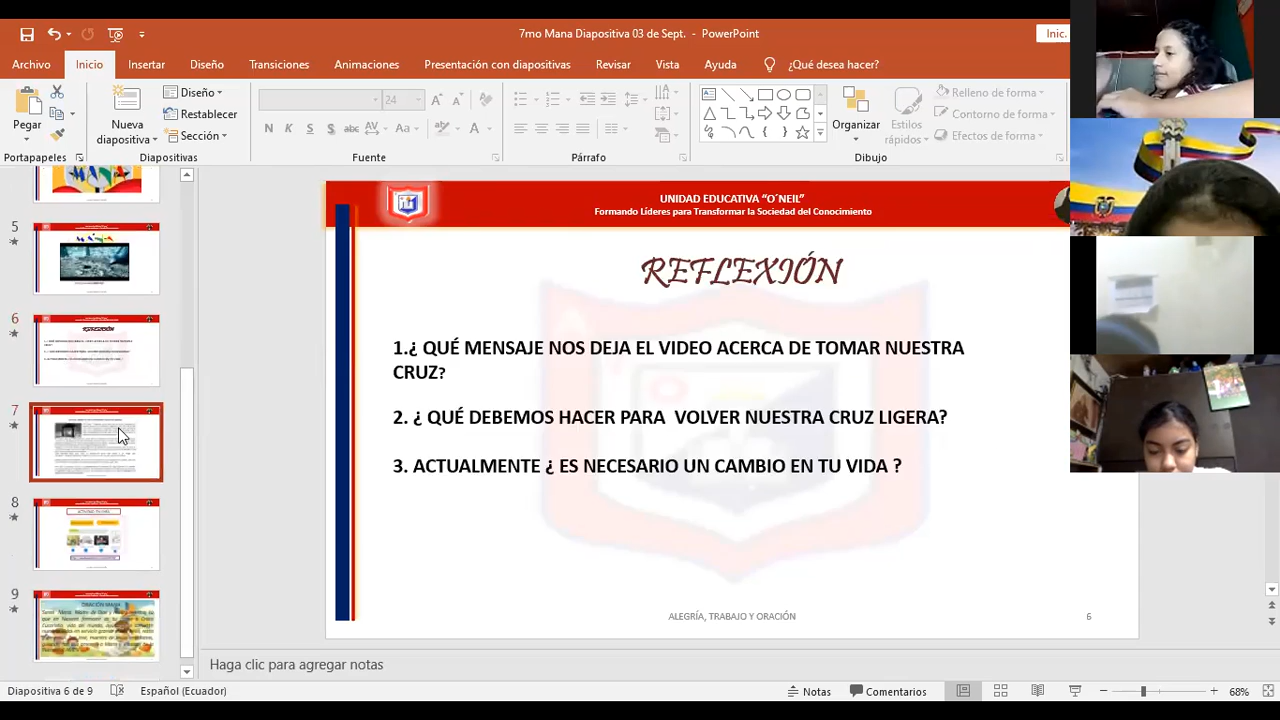 7mo Mana Diapositiva 03 de Sept. - PowerPoint
Inic.
Archivo Inicio Insertar Diseño Transiciones Animaciones Presentación con diapositivas Revisar Vista Ayuda ¿Qué desea hacer?
Pegar
Portapapeles
Nueva
diapositiva
Diseño
Restablecer
Sección
Diapositivas
24
N K S S abc AV Aa A
Fuente
Párrafo
Organizar
Estilos
rápidos
Relleno de forma
Contorno de forma
Efectos de forma
Dibujo
6
REFLEXIÓN
7
8
9
UNIDAD EDUCATIVA “O´NEIL”
Formando Líderes para Transformar la Sociedad del Conocimiento
REFLEXIÓN
1.¿ QUÉ MENSAJE NOS DEJA EL VIDEO ACERCA DE TOMAR NUESTRA
CRUZ?
2. ¿ QUÉ DEBEMOS HACER PARA VOLVER NUESTRA CRUZ LIGERA?
3. ACTUALMENTE ¿ ES NECESARIO UN CAMBIO EN TU VIDA ?
ALEGRÍA, TRABAJO Y ORACIÓN
6
Haga clic para agregar notas
Diapositiva 6 de 9 Español (Ecuador) Notas Comentarios 68%